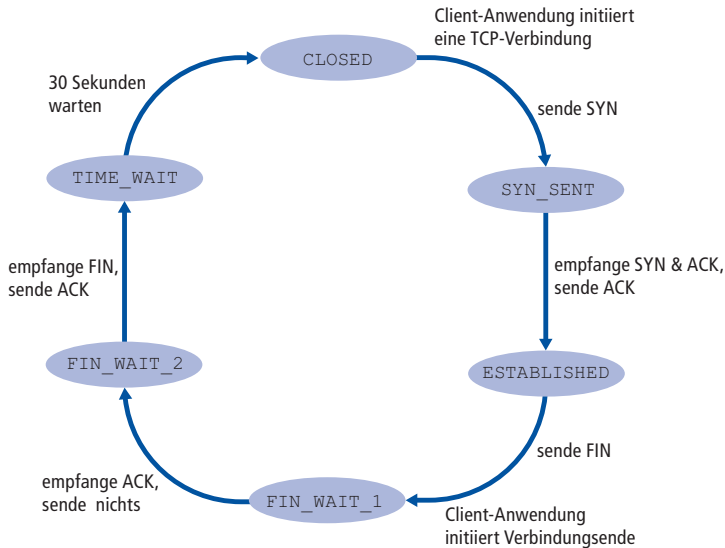 Client-Anwendung initiiert
eine TCP-Verbindung
CLOSED
30 Sekunden
warten
sende SYN
TIME_WAIT
SYN_SENT
empfange FIN,
sende ACK
empfange SYN & ACK,
sende ACK
FIN_WAIT_2
ESTABLISHED
sende FIN
empfange ACK,
sende nichts
FIN_WAIT_1
Client-Anwendung
initiiert Verbindungsende